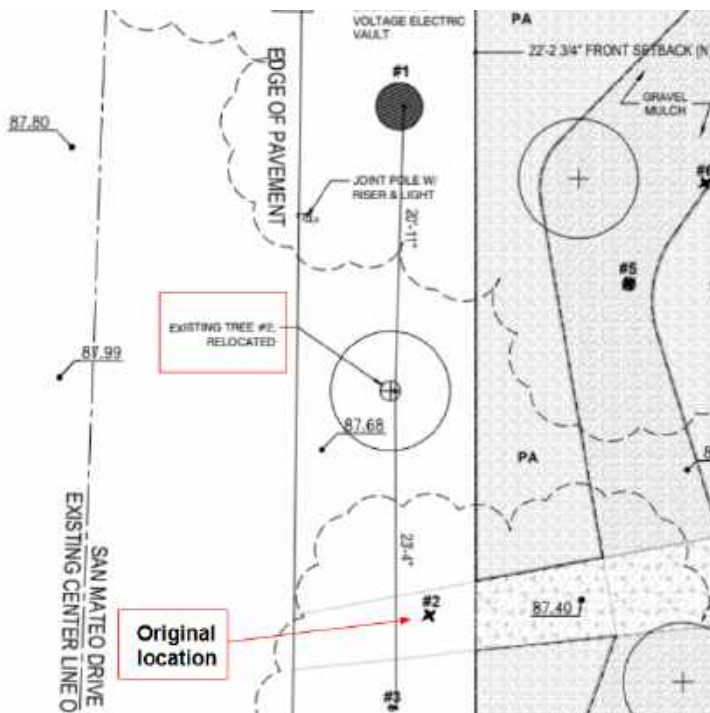 VOLTAGE ELECTRIC
VAULT
PA
22'-2 3/4" FRONT SETBACK (N)
#1
EDGE OF PAVEMENT
GRAVEL
MULCH
87.80
JOINT POLE W/
RISER & LIGHT
#6
20'-11"
#5
EXISTING TREE #2,
RELOCATED
87.99
87.68
PA
8
SAN MATEO DRIVE
EXISTING CENTER LINE O
23'-4"
#2
87.40
Original
location
#3